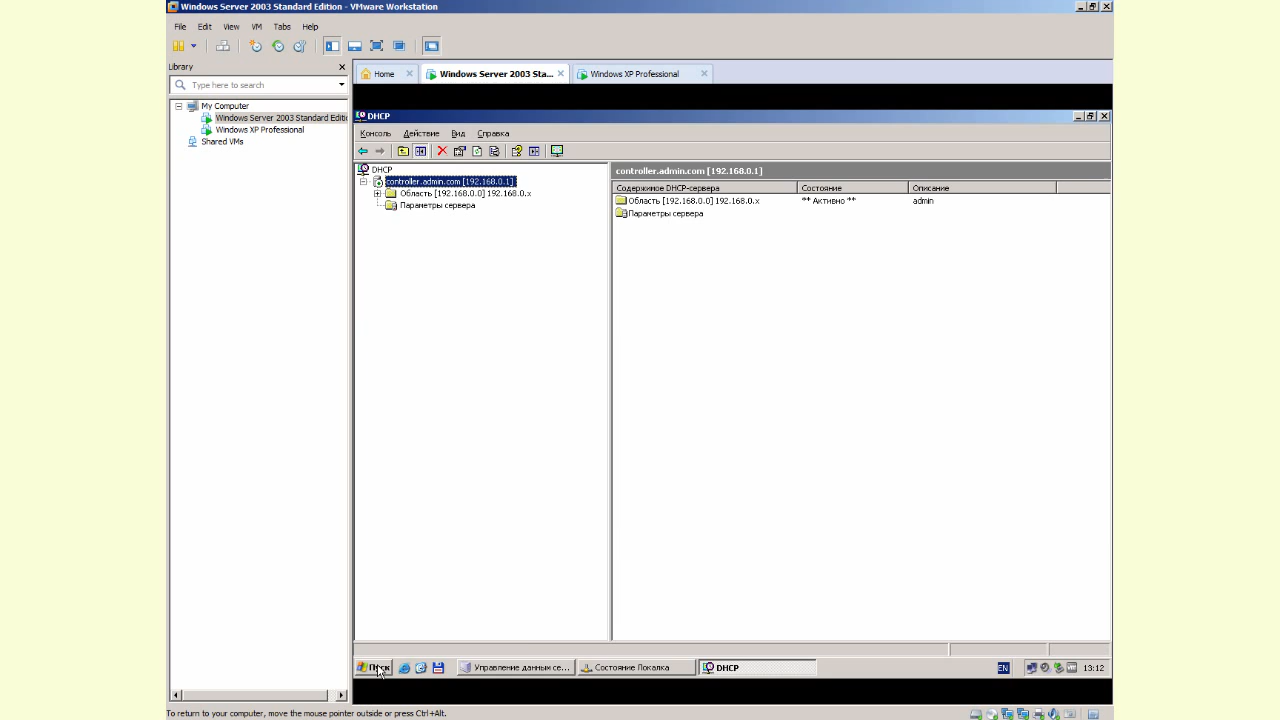 Windows Server 2003 Standard Edition - VMware Workstation
File Edit View VM Tabs Help
Library
Type here to search
My Computer
Windows Server 2003 Standard Editio
Windows XP Professional
Shared VMs
Home
Windows Server 2003 Sta...
Windows XP Professional
DHCP
Консоль Действие Вид Справка
DHCP
controller.admin.com [192.168.0.1]
Область [192.168.0.0] 192.168.0.x
Параметры сервера
controller.admin.com [192.168.0.1]
Содержимое DHCP-сервера Состояние Описание
Область [192.168.0.0] 192.168.0.x ** Активно ** admin
Параметры сервера
Пуск Управление данным се... Состояние Локалка DHCP EN 13:12
To return to your computer, move the mouse pointer outside or press Ctrl+Alt.